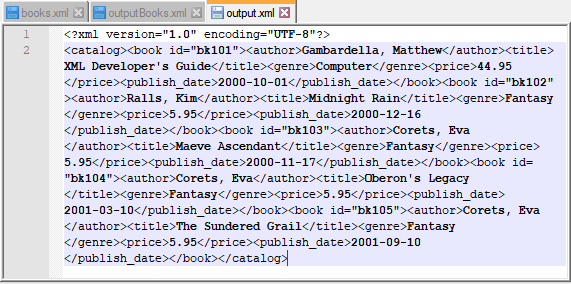 books.xml outputBooks.xml output.xml
1 <?xml version="1.0" encoding="UTF-8"?>
2 <catalog><book id="bk101"><author>Gambardella, Matthew</author><title>
XML Developer's Guide</title><genre>Computer</genre><price>44.95
</price><publish_date>2000-10-01</publish_date></book><book id="bk102"
><author>Ralls, Kim</author><title>Midnight Rain</title><genre>Fantasy
</genre><price>5.95</price><publish_date>2000-12-16
</publish_date></book><book id="bk103"><author>Corets, Eva
</author><title>Maeve Ascendant</title><genre>Fantasy</genre><price>
5.95</price><publish_date>2000-11-17</publish_date></book><book id=
"bk104"><author>Corets, Eva</author><title>Oberon's Legacy
</title><genre>Fantasy</genre><price>5.95</price><publish_date>
2001-03-10</publish_date></book><book id="bk105"><author>Corets, Eva
</author><title>The Sundered Grail</title><genre>Fantasy
</genre><price>5.95</price><publish_date>2001-09-10
</publish_date></book></catalog>